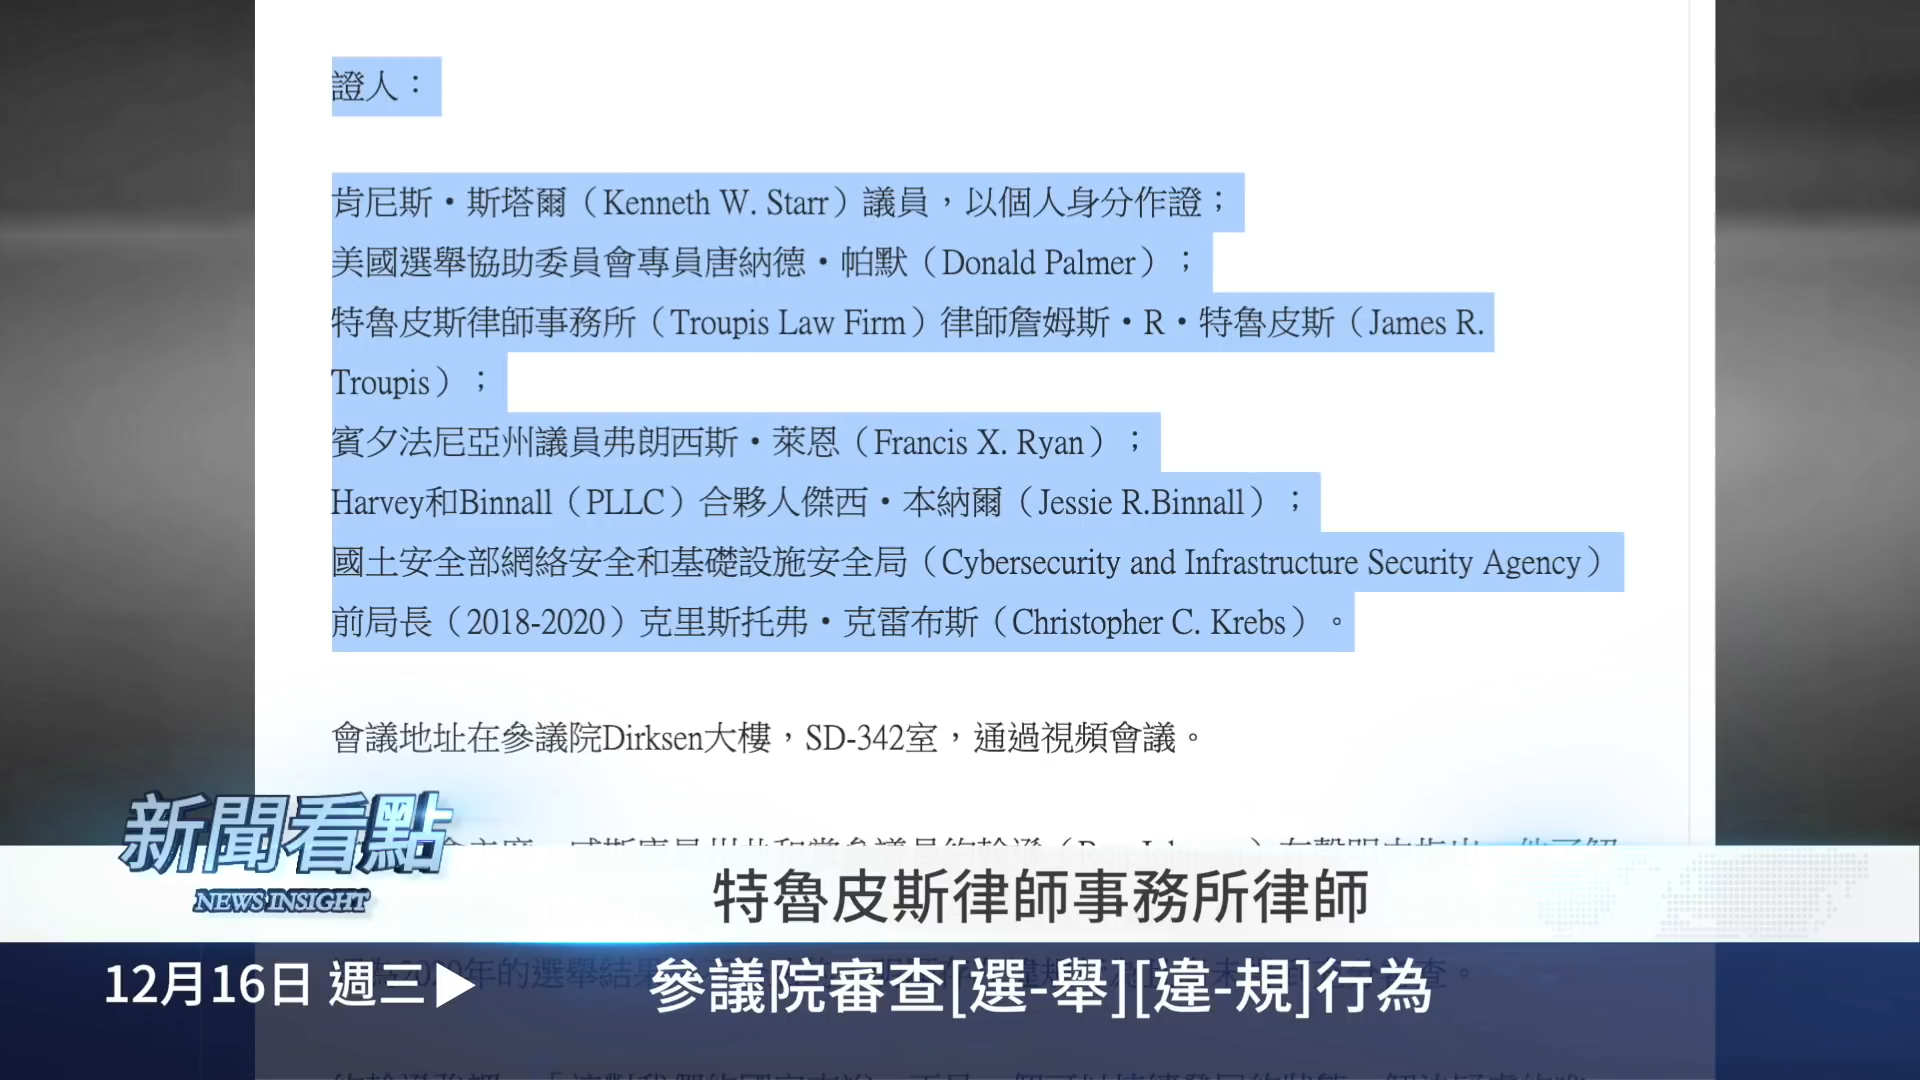 證人：
肯尼斯・斯塔爾（Kenneth W. Starr）議員，以個人身分作證；
美國選舉協助委員會專員唐納德・帕默（Donald Palmer）；
特魯皮斯律師事務所（Troupis Law Firm）律師詹姆斯・R・特魯皮斯（James R.
Troupis）；
賓夕法尼亞州議員弗朗西斯・萊恩（Francis X. Ryan）；
Harvey和Binnall（PLLC）合夥人傑西・本納爾（Jessie R.Binnall）；
國土安全部網絡安全和基礎設施安全局（Cybersecurity and Infrastructure Security Agency）
前局長（2018-2020）克里斯托弗・克雷布斯（Christopher C. Krebs）。
會議地址在參議院Dirksen大樓，SD-342室，通過視頻會議。
新聞看點
NEWS INSIGHT
特魯皮斯律師事務所律師
12月16日 週三▶
參議院審查[選-舉][違-規]行為